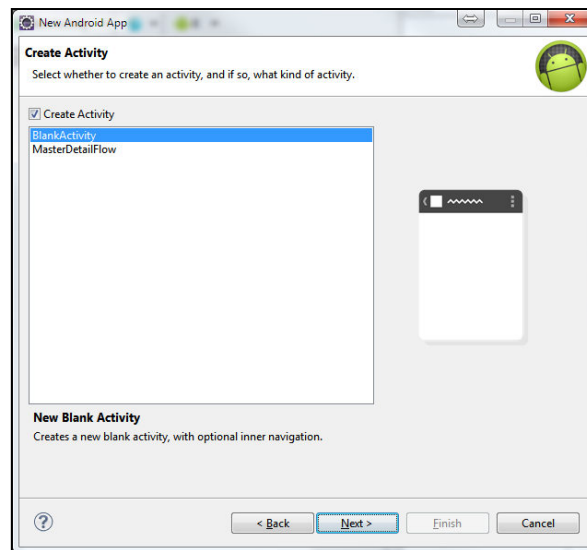 New Android App
Create Activity
Select whether to create an activity, and if so, what kind of activity.
Create Activity
BlankActivity
MasterDetailFlow
New Blank Activity
Creates a new blank activity, with optional inner navigation.
< Back
Next >
Finish
Cancel